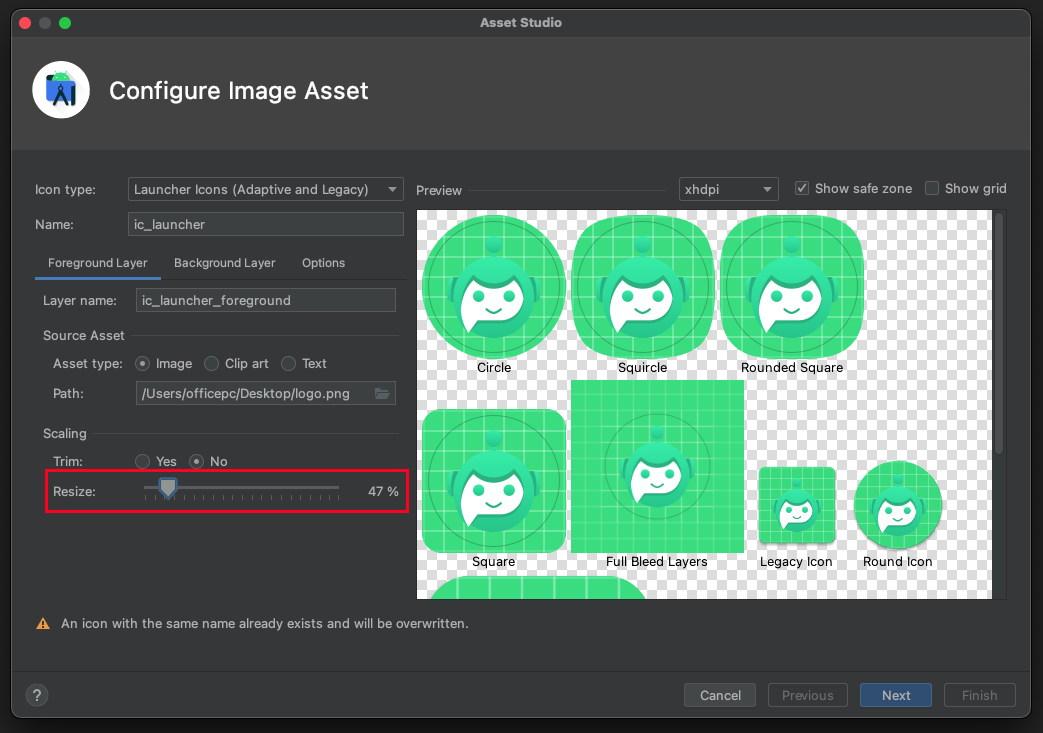 Asset Studio
Configure Image Asset
Icon type: Launcher Icons (Adaptive and Legacy)
Name: ic_launcher
Foreground Layer Background Layer Options
Layer name: ic_launcher_foreground
Source Asset
Asset type: Image Clip art Text
Path: /Users/officepc/Desktop/logo.png
Scaling
Trim: Yes No
Resize: 47 %
Preview xhdpi Show safe zone Show grid
Circle Squircle Rounded Square
Square Full Bleed Layers Legacy Icon Round Icon
An icon with the same name already exists and will be overwritten.
? Cancel Previous Next Finish